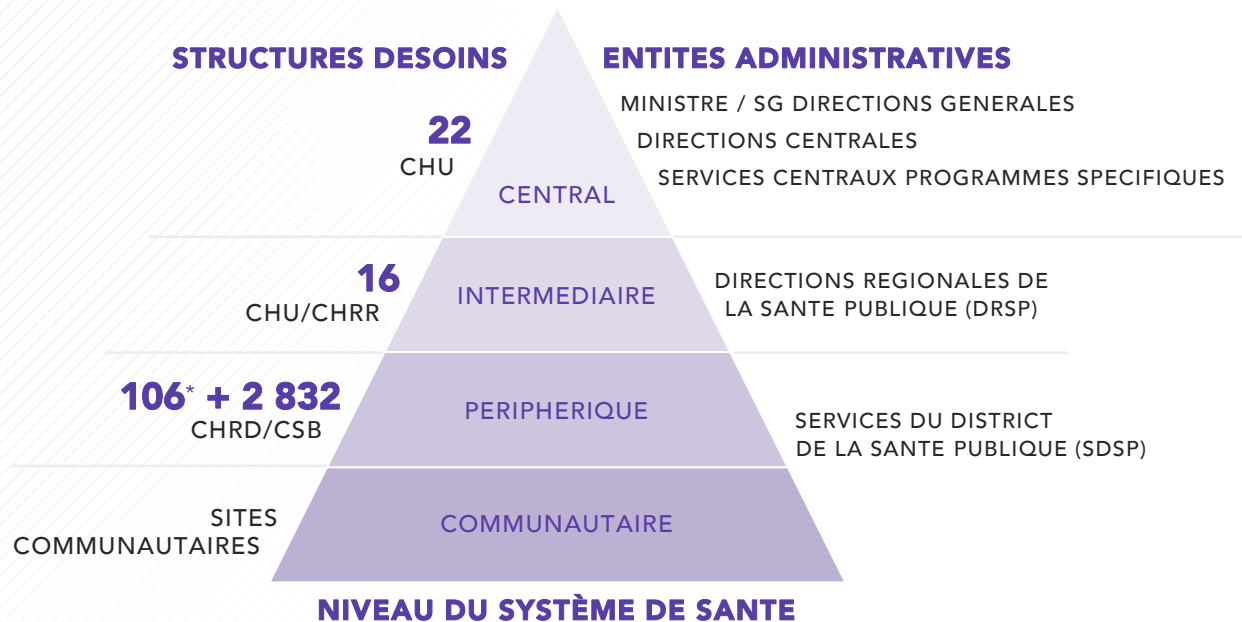 STRUCTURES DESOINS
ENTITES ADMINISTRATIVES
22
CHU
CENTRAL
MINISTRE / SG DIRECTIONS GENERALES
DIRECTIONS CENTRALES
SERVICES CENTRAUX PROGRAMMES SPECIFIQUES
16
CHU/CHRR
INTERMEDIAIRE
DIRECTIONS REGIONALES DE
LA SANTE PUBLIQUE (DRSP)
106* + 2 832
CHRD/CSB
PERIPHERIQUE
SERVICES DU DISTRICT
DE LA SANTE PUBLIQUE (SDSP)
SITES
COMMUNAUTAIRES
COMMUNAUTAIRE
NIVEAU DU SYSTÈME DE SANTE